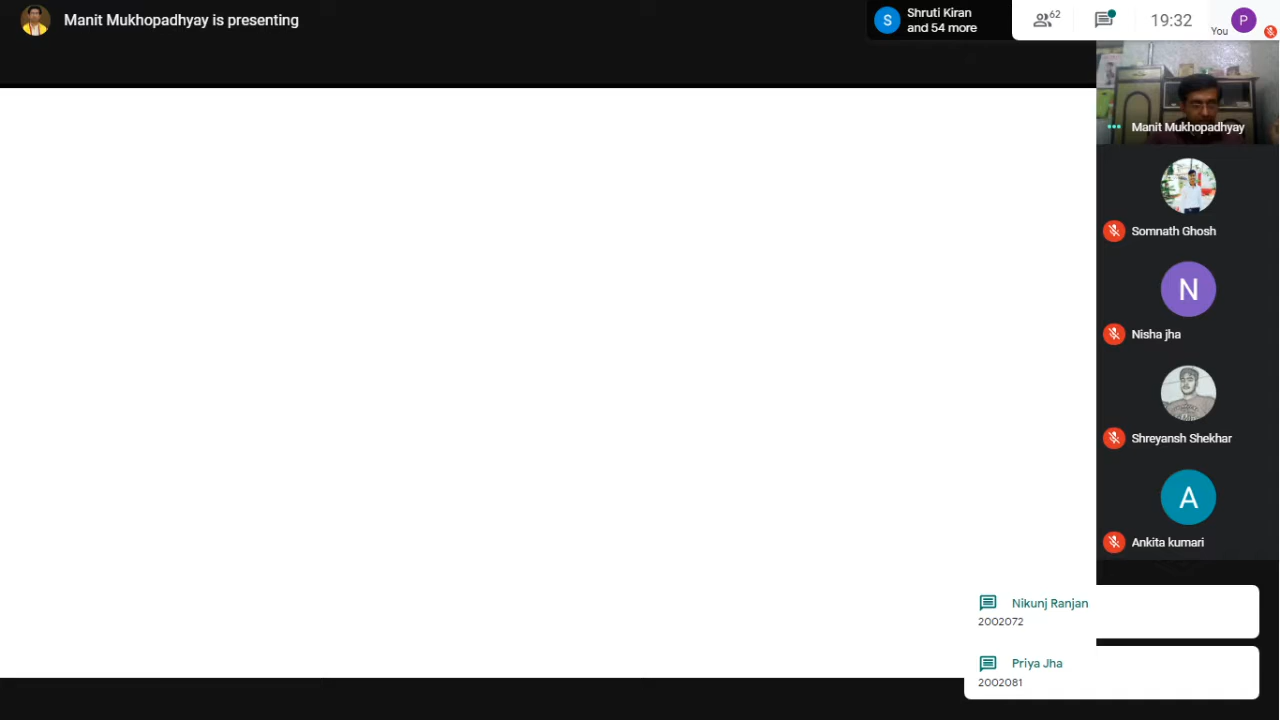 Manit Mukhopadhyay is presenting
S
Shruti Kiran
and 54 more
62
19:32
You
P
Manit Mukhopadhyay
Somnath Ghosh
N
Nisha jha
Shreyansh Shekhar
A
Ankita kumari
Nikunj Ranjan
2002072
Priya Jha
2002081